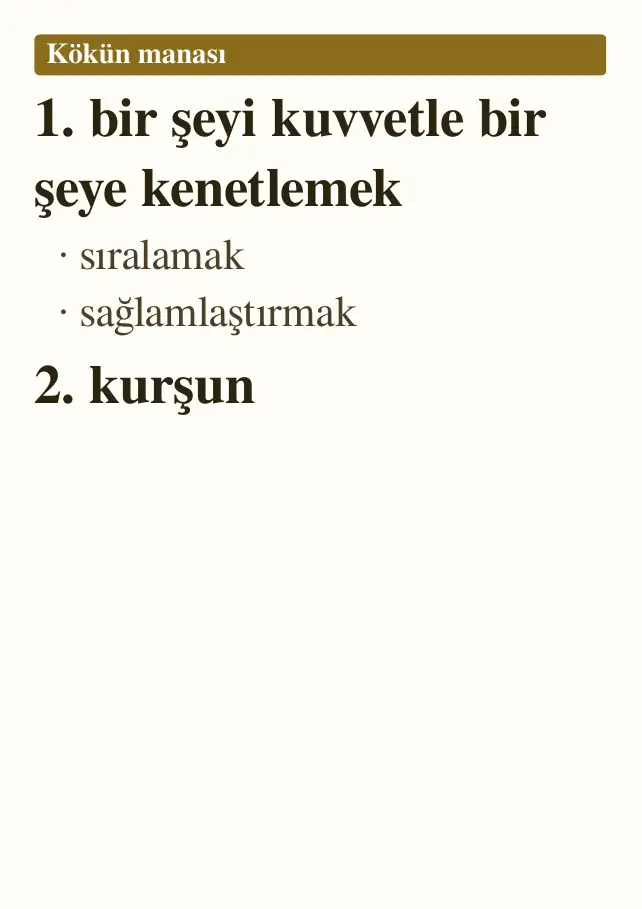 Kökün manası
1. bir şeyi kuvvetle bir
şeye kenetlemek
· sıralamak
· sağlamlaştırmak
2. kurşun